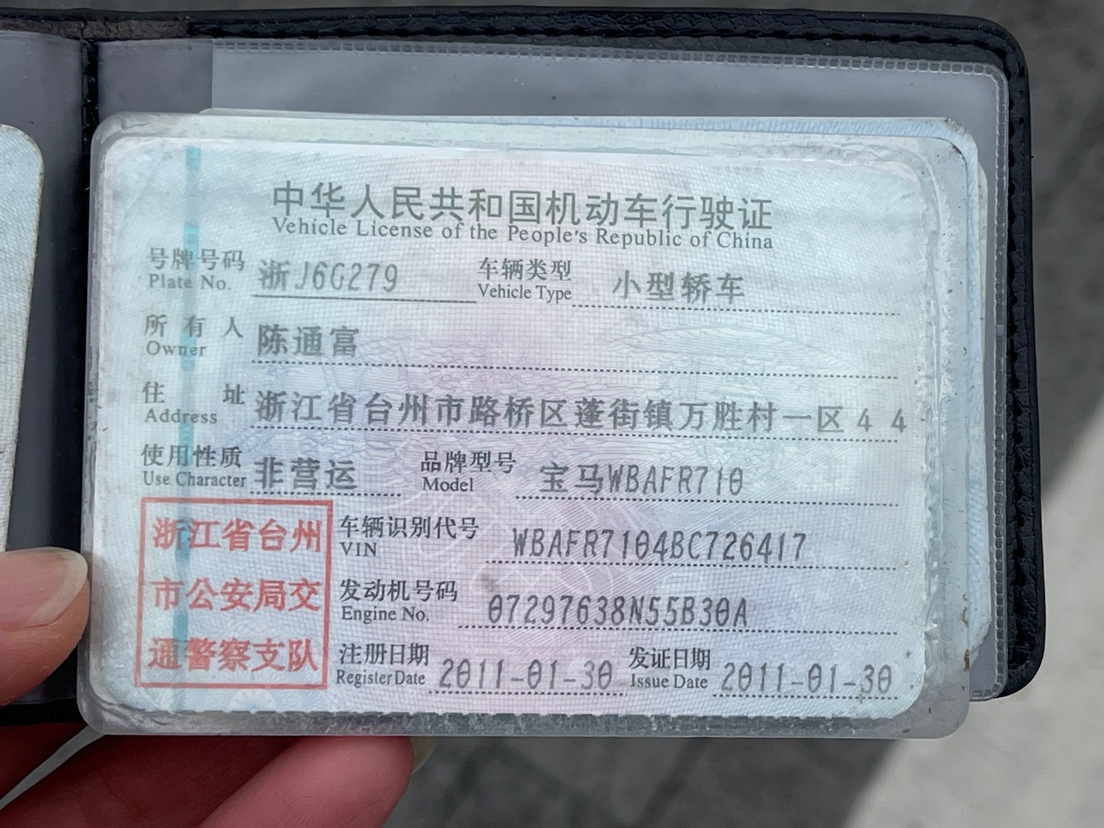 中华人民共和国机动车行驶证
Vehicle License of the People's Republic of China
号牌号码 浙J6G279 车辆类型 小型轿车
Plate No. Vehicle Type
所有人 陈通富
Owner
住址 浙江省台州市路桥区蓬街镇万胜村一区44
Address
使用性质 非营运 品牌型号 宝马WBAFR710
Use Character Model
浙江省台州
市公安局交
通警察支队
车辆识别代号 WBAFR7104BC726417
VIN
发动机号码 07297638N55B30A
Engine No.
注册日期 2011-01-30 发证日期 2011-01-30
Register Date Issue Date